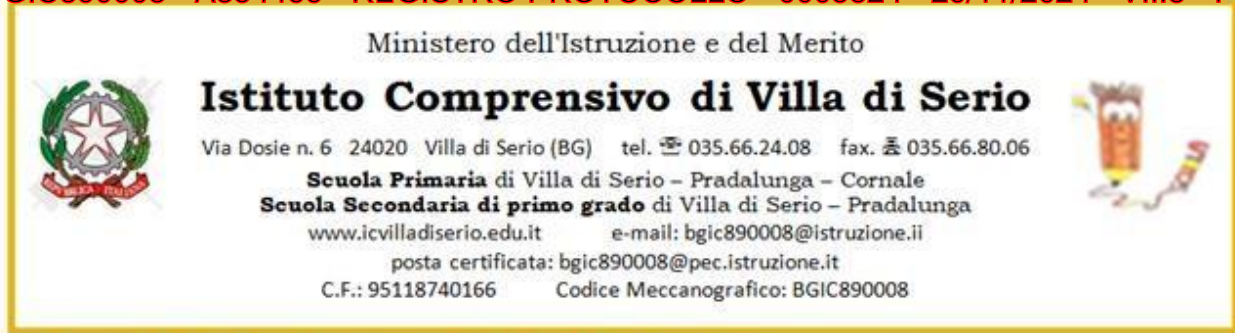 REGISTRO PROTOCOLLO
Ministero dell'Istruzione e del Merito
Istituto Comprensivo di Villa di Serio
Via Dosie n. 6 24020 Villa di Serio (BG) tel. 035.66.24.08 fax. 035.66.80.06
Scuola Primaria di Villa di Serio – Pradalunga – Cornale
Scuola Secondaria di primo grado di Villa di Serio – Pradalunga
www.icvilladiserio.edu.it e-mail: bgic890008@istruzione.ii
posta certificata: bgic890008@pec.istruzione.it
C.F.: 95118740166 Codice Meccanografico: BGIC890008